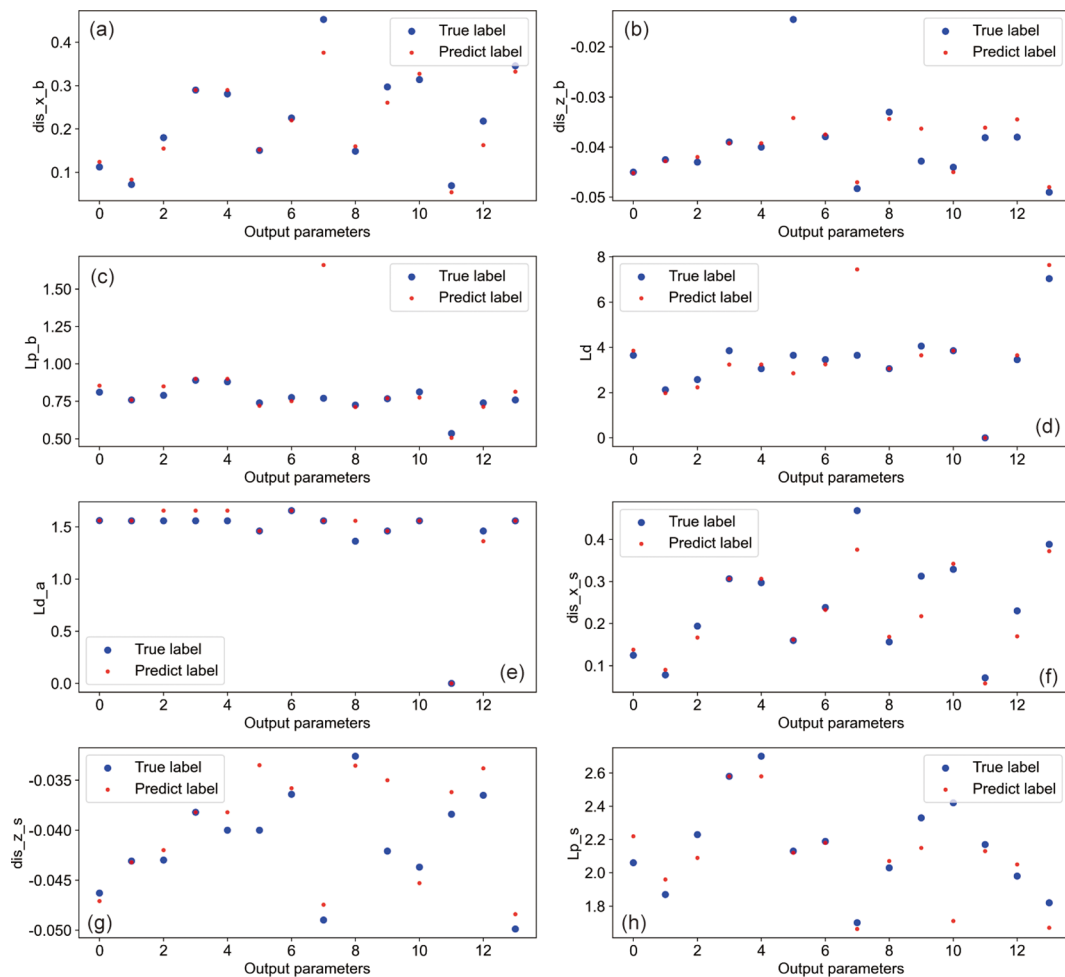 (a)
True label
Predict label
dis_x_b
0.4
0.3
0.2
0.1
0 2 4 6 8 10 12
Output parameters
(b)
True label
Predict label
dis_z_b
-0.02
-0.03
-0.04
-0.05
0 2 4 6 8 10 12
Output parameters
(c)
True label
Predict label
Lp_b
1.50
1.25
1.00
0.75
0.50
0 2 4 6 8 10 12
Output parameters
True label
Predict label
Ld
8
6
4
2
0
(d)
0 2 4 6 8 10 12
Output parameters
Ld_a
1.5
1.0
1.5
0.0
True label
Predict label
(e)
0 2 4 6 8 10 12
Output parameters
True label
Predict label
dis_x_s
0.4
0.3
0.2
0.1
(f)
0 2 4 6 8 10 12
Output parameters
True label
Predict label
dis_z_s
-0.035
-0.040
-0.045
-0.050
(g)
0 2 4 6 8 10 12
Output parameters
True label
Predict label
Lp_s
2.6
2.4
2.2
2.0
1.8
(h)
0 2 4 6 8 10 12
Output parameters